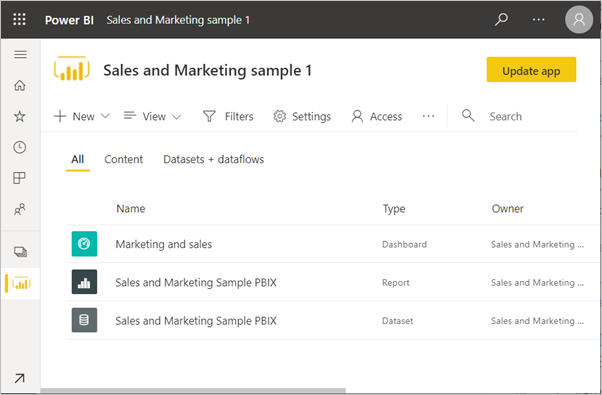 Power BI Sales and Marketing sample 1
Sales and Marketing sample 1
Update app
New View Filters Settings Access Search
All Content Datasets + dataflows
Name Type Owner
Marketing and sales Dashboard Sales and Marketing ...
Sales and Marketing Sample PBIX Report Sales and Marketing ...
Sales and Marketing Sample PBIX Dataset Sales and Marketing ...